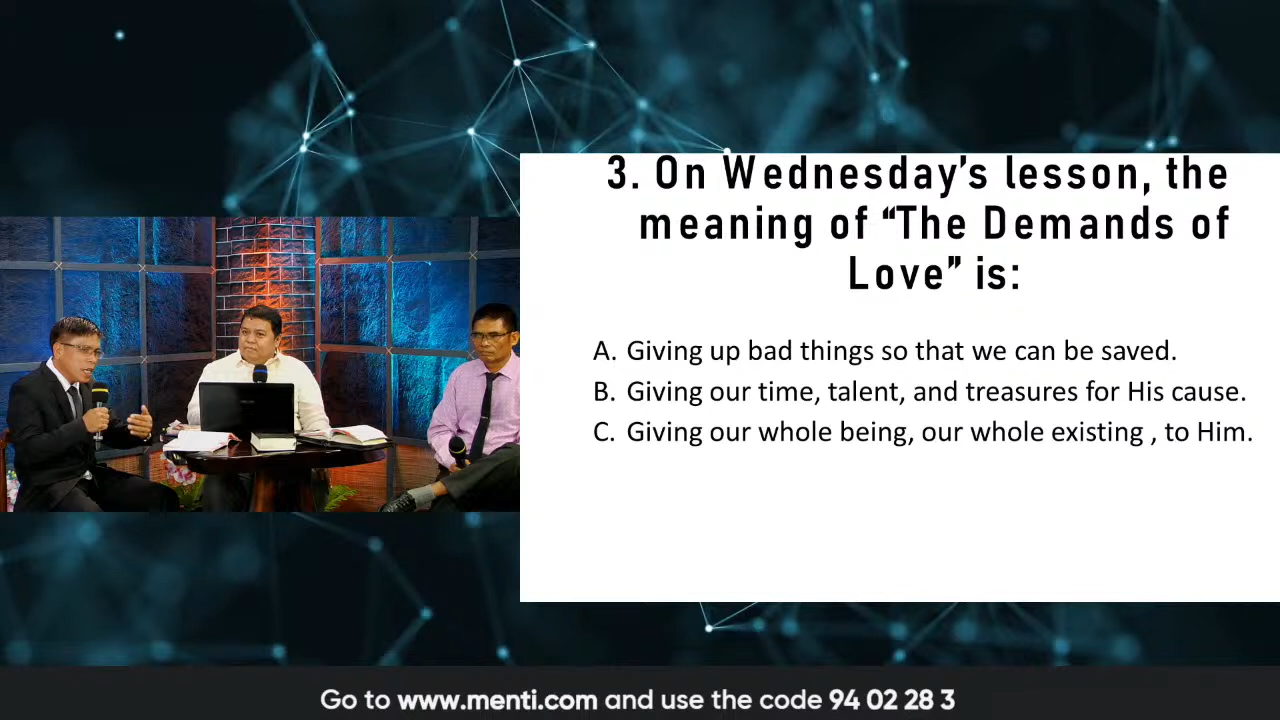 3. On Wednesday’s lesson, the
meaning of “The Demands of
Love” is:
A. Giving up bad things so that we can be saved.
B. Giving our time, talent, and treasures for His cause.
C. Giving our whole being, our whole existing , to Him.
Go to www.menti.com and use the code 94 02 28 3